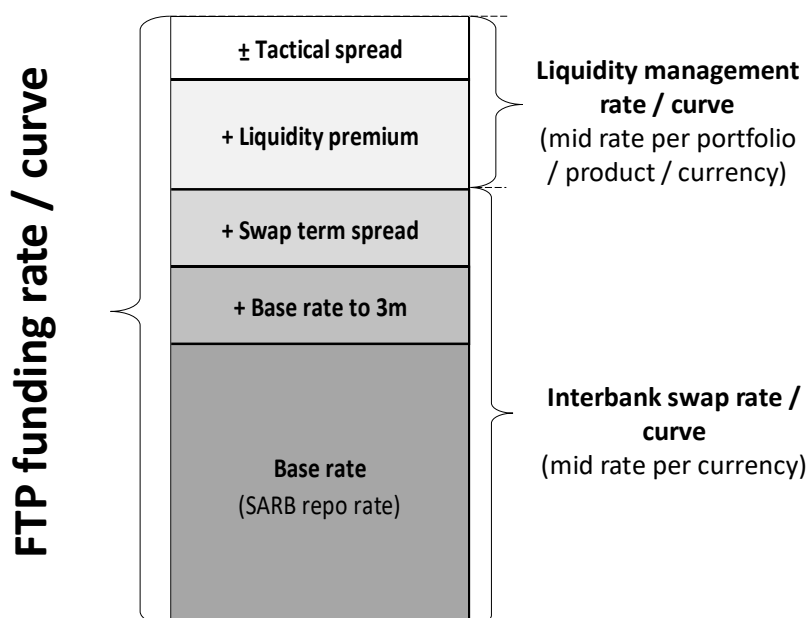 FTP funding rate / curve
± Tactical spread
+ Liquidity premium
+ Swap term spread
+ Base rate to 3m
Base rate
(SARB repo rate)
Liquidity management
rate / curve
(mid rate per portfolio
/ product / currency)
Interbank swap rate /
curve
(mid rate per currency)